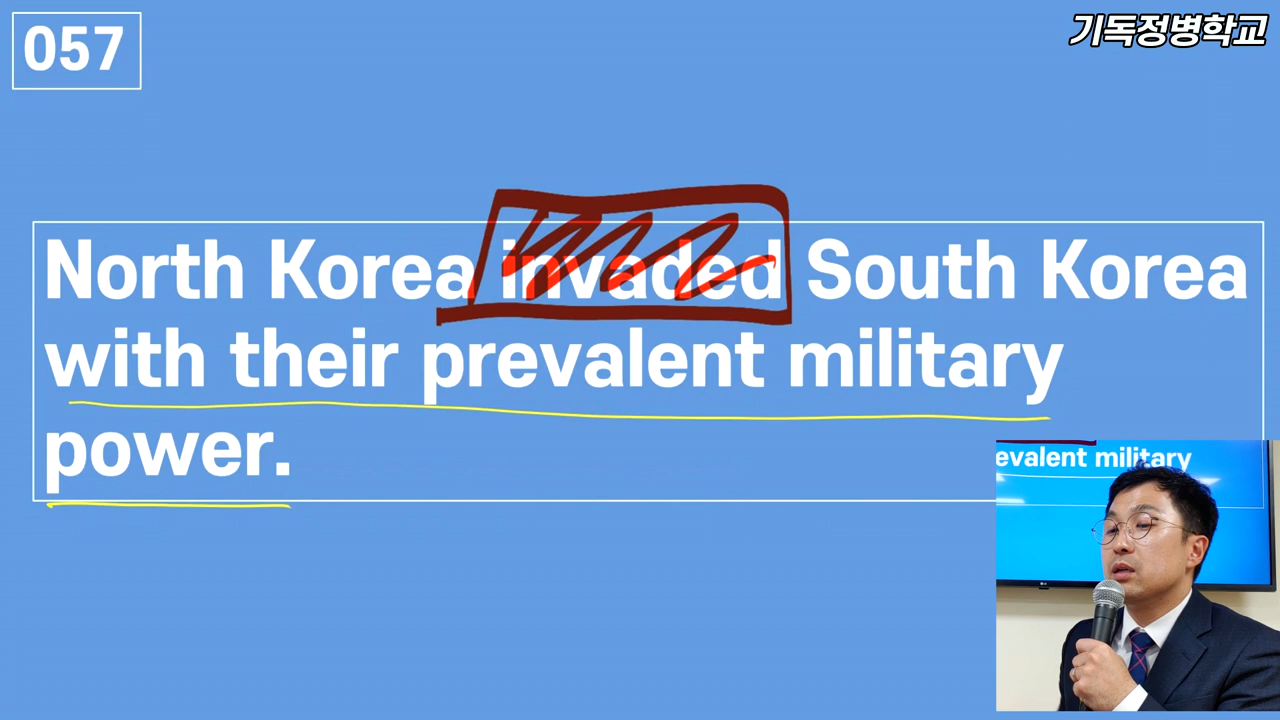 057
기독정병학교
North Korea invaded South Korea
with their prevalent military
power.
evalent military